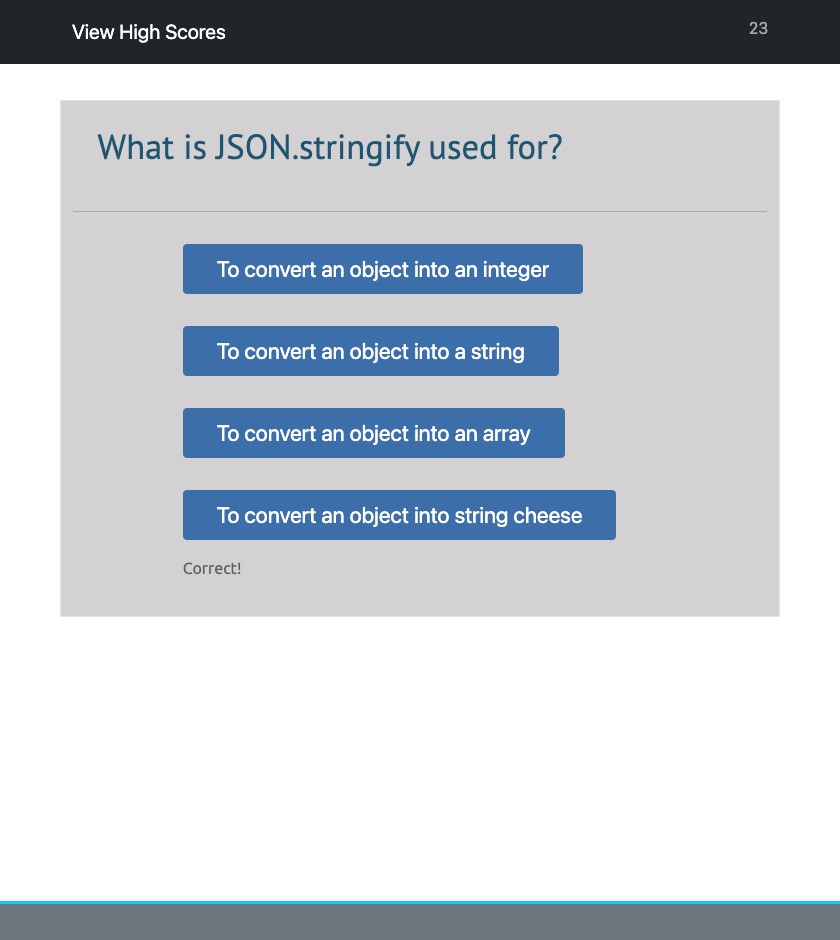 View High Scores
23
What is JSON.stringify used for?
To convert an object into an integer
To convert an object into a string
To convert an object into an array
To convert an object into string cheese
Correct!